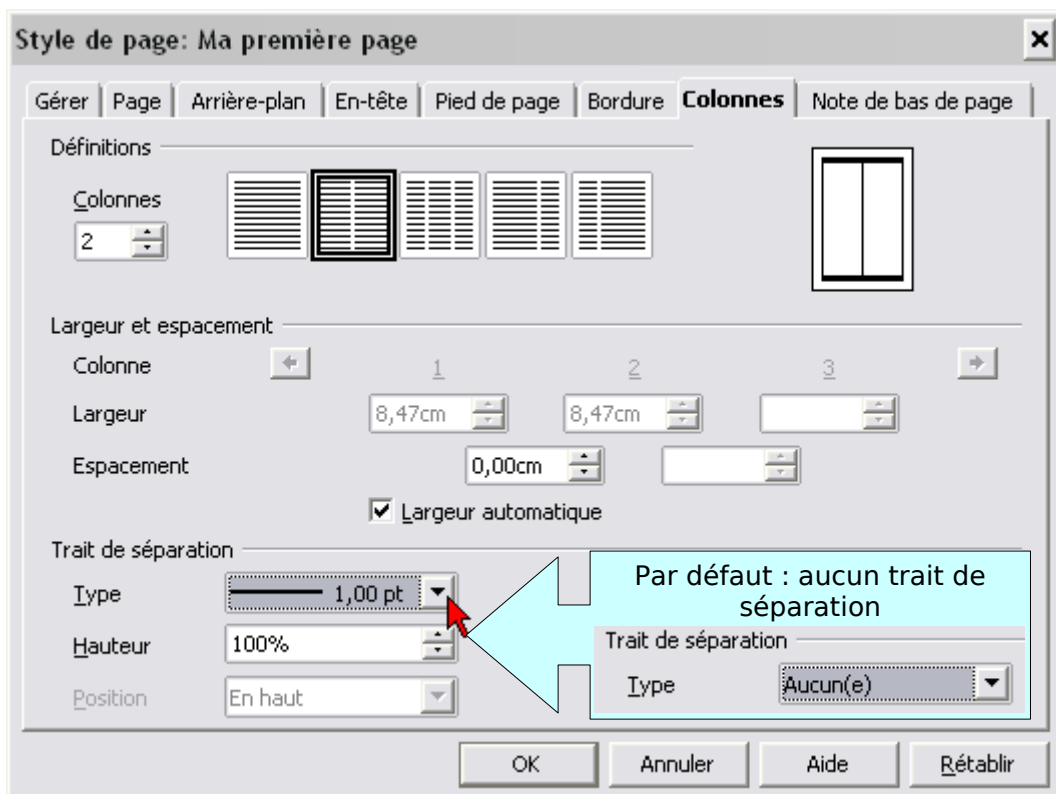 Style de page: Ma première page
Gérer Page Arrière-plan En-tête Pied de page Bordure Colonnes Note de bas de page
Définitions
Colonnes
2
Largeur et espacement
Colonne 1 2 3
Largeur 8,47cm 8,47cm
Espacement 0,00cm
Largeur automatique
Trait de séparation
Type 1,00 pt
Hauteur 100%
Position En haut
Par défaut : aucun trait de
séparation
Trait de séparation
Type Aucun(e)
OK Annuler Aide Rétablir